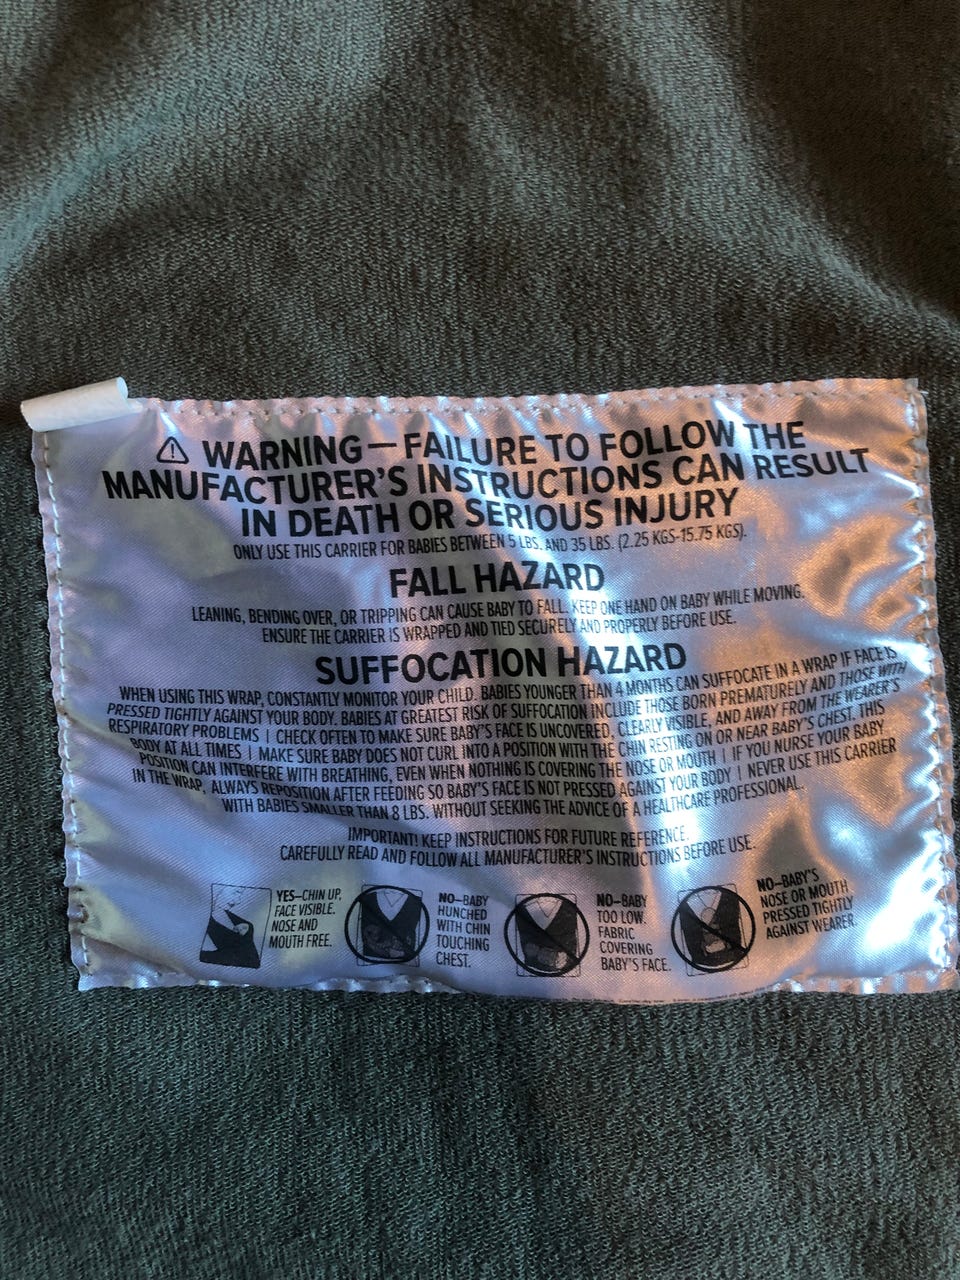 ⚠ WARNING—FAILURE TO FOLLOW THE
MANUFACTURER'S INSTRUCTIONS CAN RESULT
IN DEATH OR SERIOUS INJURY
ONLY USE THIS CARRIER FOR BABIES BETWEEN 5 LBS. AND 35 LBS. (2.25 KGS-15.75 KGS).
FALL HAZARD
LEANING, BENDING OVER, OR TRIPPING CAN CAUSE BABY TO FALL. KEEP ONE HAND ON BABY WHILE MOVING.
ENSURE THE CARRIER IS WRAPPED AND TIED SECURELY AND PROPERLY BEFORE USE.
SUFFOCATION HAZARD
WHEN USING THIS WRAP, CONSTANTLY MONITOR YOUR CHILD. BABIES YOUNGER THAN 4 MONTHS CAN SUFFOCATE IN A WRAP IF FACE IS
PRESSED TIGHTLY AGAINST YOUR BODY. BABIES AT GREATEST RISK OF SUFFOCATION INCLUDE THOSE BORN PREMATURELY AND THOSE WITH
RESPIRATORY PROBLEMS | CHECK OFTEN TO MAKE SURE BABY'S FACE IS UNCOVERED, CLEARLY VISIBLE, AND AWAY FROM THE WEARER'S
BODY AT ALL TIMES | MAKE SURE BABY DOES NOT CURL INTO A POSITION WITH THE CHIN RESTING ON OR NEAR BABY'S CHEST. THIS
POSITION CAN INTERFERE WITH BREATHING, EVEN WHEN NOTHING IS COVERING THE NOSE OR MOUTH | IF YOU NURSE YOUR BABY
IN THE WRAP, ALWAYS REPOSITION AFTER FEEDING SO BABY'S FACE IS NOT PRESSED AGAINST YOUR BODY | NEVER USE THIS CARRIER
WITH BABIES SMALLER THAN 8 LBS. WITHOUT SEEKING THE ADVICE OF A HEALTHCARE PROFESSIONAL.
IMPORTANT! KEEP INSTRUCTIONS FOR FUTURE REFERENCE.
CAREFULLY READ AND FOLLOW ALL MANUFACTURER'S INSTRUCTIONS BEFORE USE.
YES—CHIN UP,
FACE VISIBLE.
NOSE AND
MOUTH FREE.
NO—BABY
HUNCHED
WITH CHIN
TOUCHING
CHEST.
NO—BABY
TOO LOW.
FABRIC
COVERING
BABY'S FACE.
NO—BABY'S
NOSE OR MOUTH
PRESSED TIGHTLY
AGAINST WEARER.